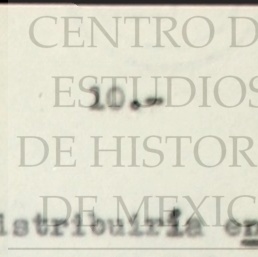 CENTRO D
ESTUDIOS
10.-
DE HISTOR
DE MEXIC
istribuiría en